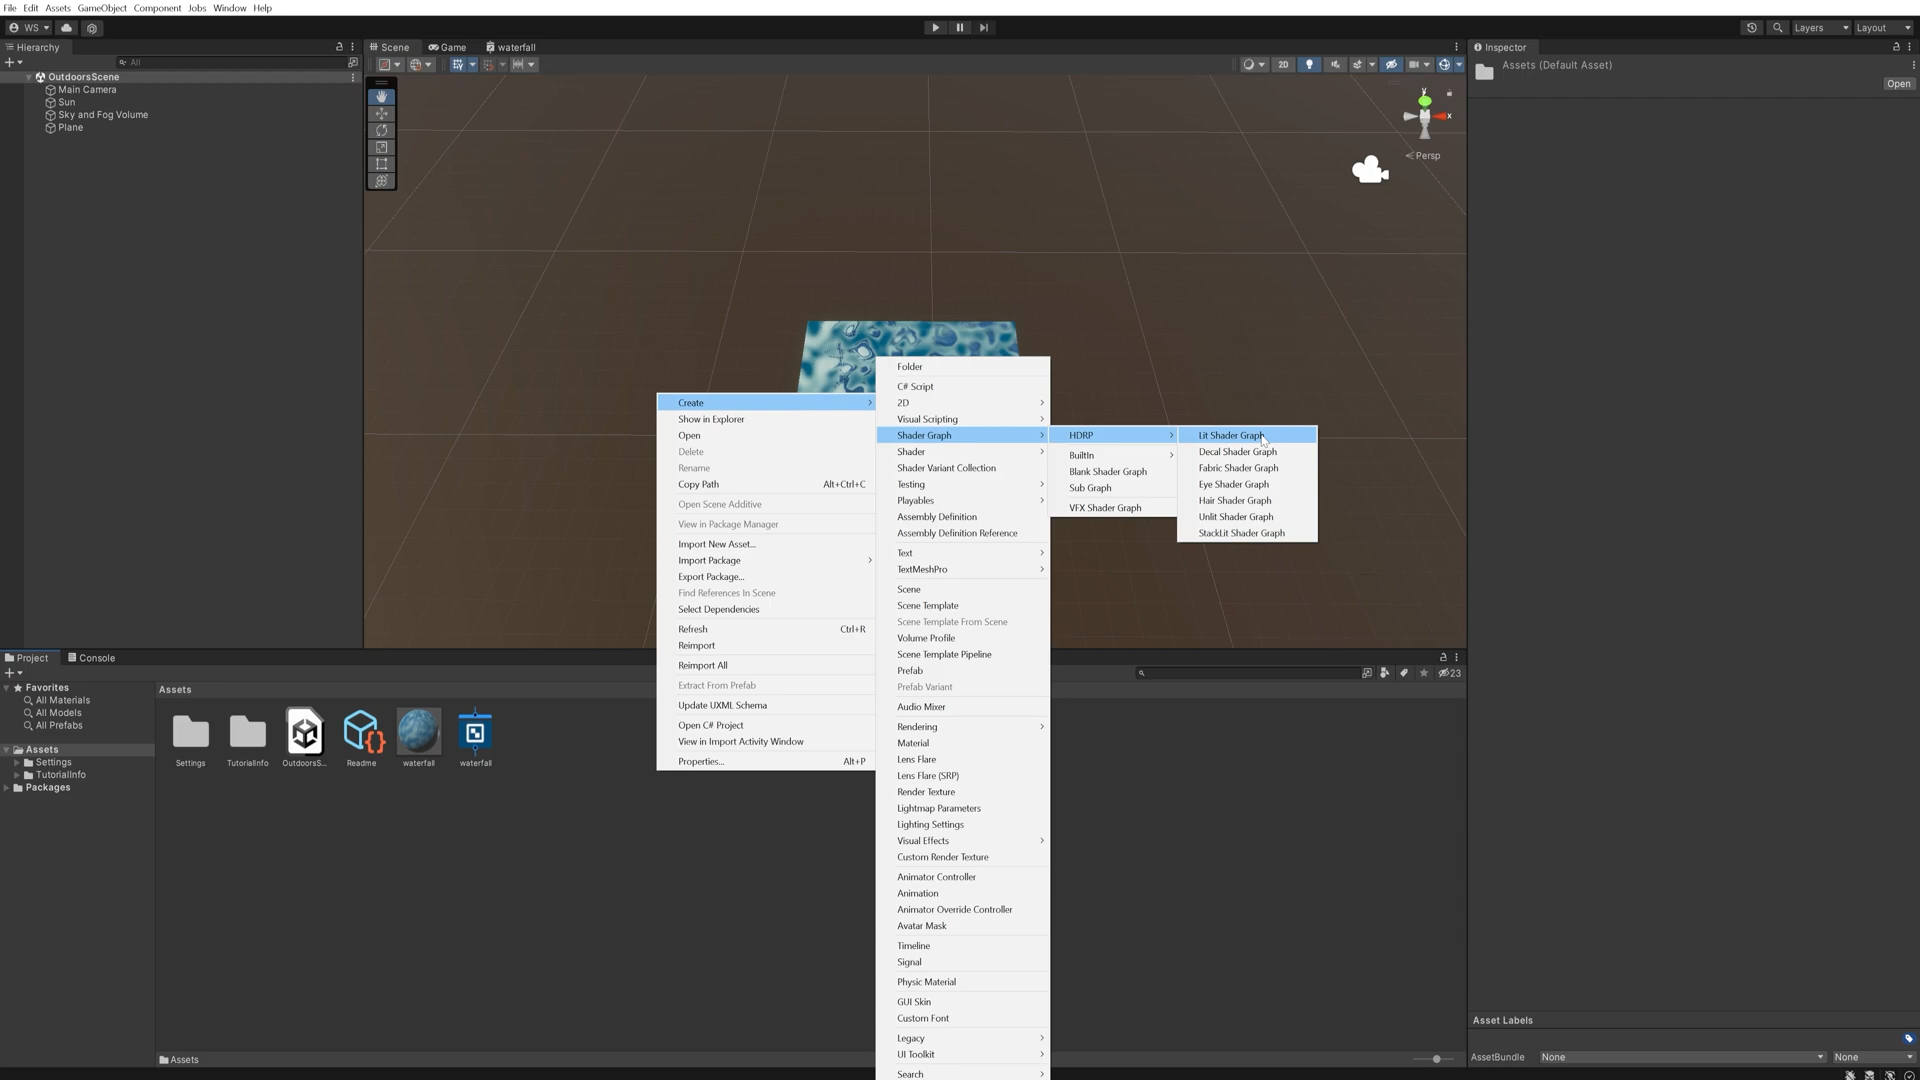 File Edit Assets GameObject Component Jobs Window Help
WS
Layers
Layout
Hierarchy
All
OutdoorsScene
Main Camera
Sun
Sky and Fog Volume
Plane
Scene
Game
waterfall
2D
y
x
Persp
Inspector
Assets (Default Asset)
Open
Create
Show in Explorer
Open
Delete
Rename
Copy Path Alt+Ctrl+C
Open Scene Additive
View in Package Manager
Import New Asset...
Import Package
Export Package...
Find References In Scene
Select Dependencies
Refresh Ctrl+R
Reimport
Reimport All
Extract From Prefab
Update UXML Schema
Open C# Project
View in Import Activity Window
Properties... Alt+P
Folder
C# Script
2D
Visual Scripting
Shader Graph
Shader
Shader Variant Collection
Testing
Playables
Assembly Definition
Assembly Definition Reference
Text
TextMeshPro
Scene
Scene Template
Scene Template From Scene
Volume Profile
Scene Template Pipeline
Prefab
Prefab Variant
Audio Mixer
Rendering
Material
Lens Flare
Lens Flare (SRP)
Render Texture
Lightmap Parameters
Lighting Settings
Visual Effects
Custom Render Texture
Animator Controller
Animation
Animator Override Controller
Avatar Mask
Timeline
Signal
Physic Material
GUI Skin
Custom Font
Legacy
UI Toolkit
Search
HDRP
BuiltIn
Blank Shader Graph
Sub Graph
VFX Shader Graph
Lit Shader Graph
Decal Shader Graph
Fabric Shader Graph
Eye Shader Graph
Hair Shader Graph
Unlit Shader Graph
StackLit Shader Graph
Project
Console
23
Favorites
All Materials
All Models
All Prefabs
Assets
Settings
TutorialInfo
Packages
Assets
Settings
TutorialInfo
OutdoorsS...
Readme
waterfall
waterfall
Assets
Asset Labels
AssetBundle None None